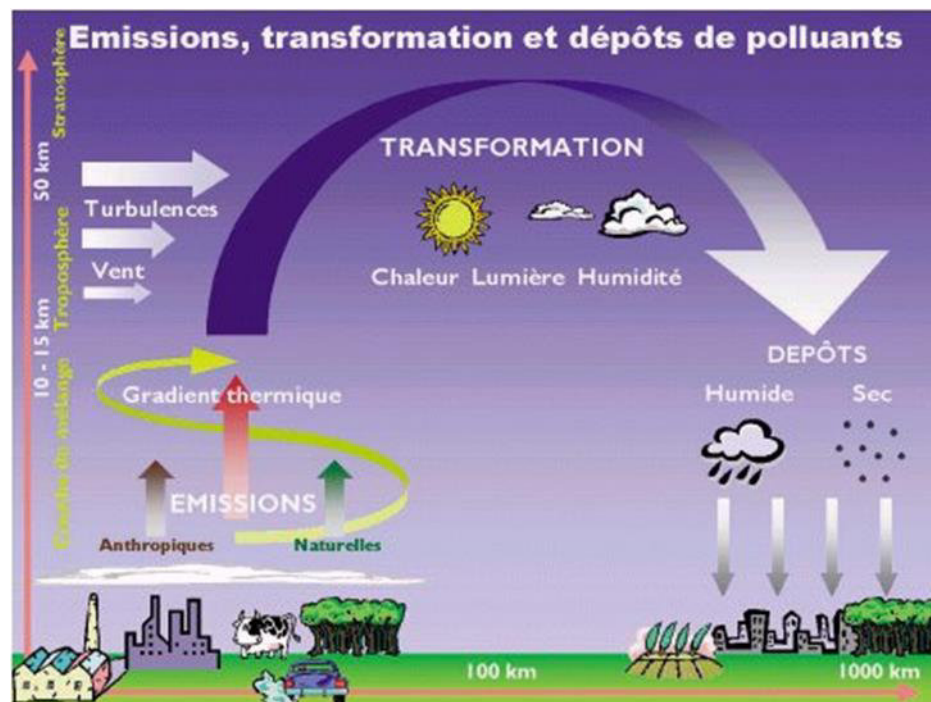 Emissions, transformation et dépôts de polluants
Stratosphère
50 km
TRANSFORMATION
Turbulences
Troposphère
Vent
Chaleur Lumière Humidité
10 - 15 km
DEPÔTS
Gradient thermique
Humide Sec
Couche de mélange
EMISSIONS
Anthropiques Naturelles
100 km 1000 km